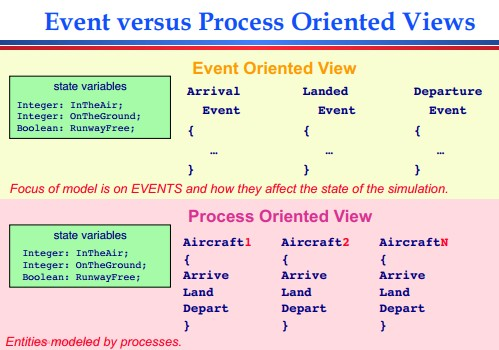 Event versus Process Oriented Views
Event Oriented View
state variables
Integer: InTheAir;
Integer: OnTheGround;
Boolean: RunwayFree;
Arrival Landed Departure
Event Event Event
{ { {
… … …
} } }
Focus of model is on EVENTS and how they affect the state of the simulation.
Process Oriented View
state variables
Integer: InTheAir;
Integer: OnTheGround;
Boolean: RunwayFree;
Aircraft1 Aircraft2 AircraftN
{ { {
Arrive Arrive Arrive
Land Land Land
Depart Depart Depart
} } }
Entities modeled by processes.